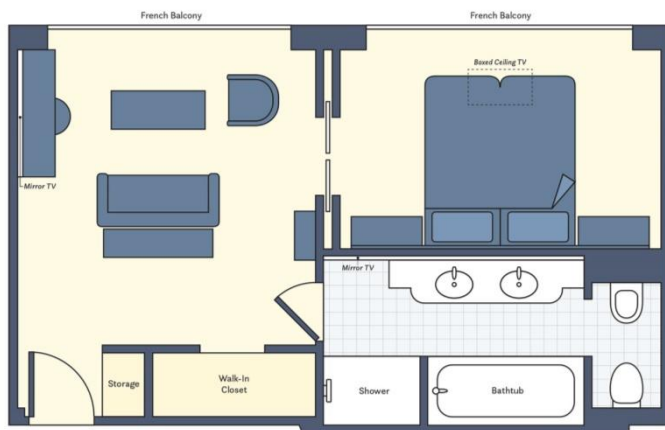 French Balcony
French Balcony
Boxed Ceiling TV
Mirror TV
Mirror TV
Storage
Walk-In
Closet
Shower
Bathtub